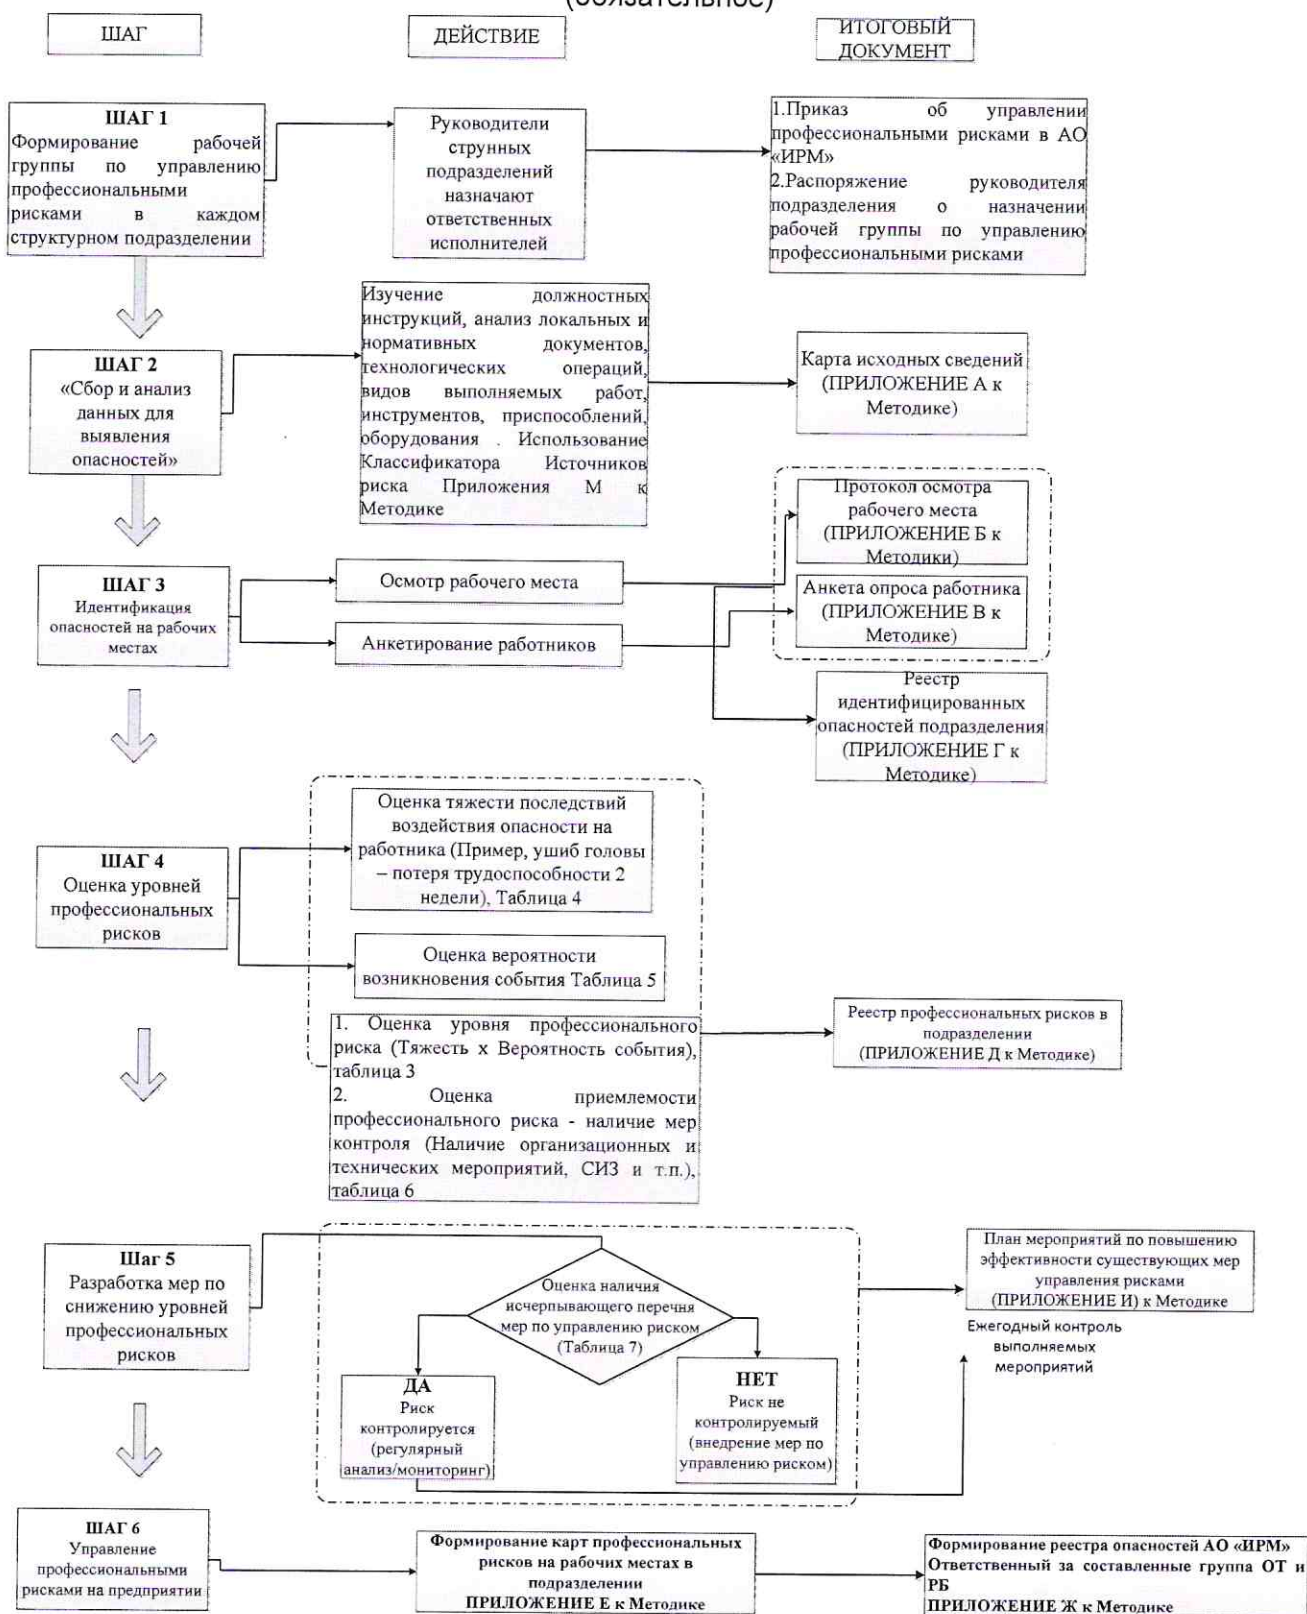 (обязательное)
ШАГ
ДЕЙСТВИЕ
ИТОГОВЫЙ
ДОКУМЕНТ
ШАГ 1
Формирование рабочей
группы по управлению
профессиональными
рисками в каждом
структурном подразделении
Руководители
струнных
подразделений
назначают
ответственных
исполнителей
1.Приказ об управлении
профессиональными рисками в АО
«ИРМ»
2.Распоряжение руководителя
подразделения о назначении
рабочей группы по управлению
профессиональными рисками
ШАГ 2
«Сбор и анализ
данных для
выявления
опасностей»
Изучение должностных
инструкций, анализ локальных и
нормативных документов,
технологических операций,
видов выполняемых работ,
инструментов, приспособлений,
оборудования . Использование
Классификатора Источников
риска Приложения М к
Методике
Карта исходных сведений
(ПРИЛОЖЕНИЕ А к
Методике)
ШАГ 3
Идентификация
опасностей на рабочих
местах
Осмотр рабочего места
Анкетирование работников
Протокол осмотра
рабочего места
(ПРИЛОЖЕНИЕ Б к
Методики)
Анкета опроса работника
(ПРИЛОЖЕНИЕ В к
Методике)
Реестр
идентифицированных
опасностей подразделения
(ПРИЛОЖЕНИЕ Г к
Методике)
ШАГ 4
Оценка уровней
профессиональных
рисков
Оценка тяжести последствий
воздействия опасности на
работника (Пример, ушиб головы
– потеря трудоспособности 2
недели), Таблица 4
Оценка вероятности
возникновения события Таблица 5
1. Оценка уровня профессионального
риска (Тяжесть х Вероятность события),
таблица 3
2. Оценка приемлемости
профессионального риска - наличие мер
контроля (Наличие организационных и
технических мероприятий, СИЗ и т.п.),
таблица 6
Реестр профессиональных рисков в
подразделении
(ПРИЛОЖЕНИЕ Д к Методике)
Шаг 5
Разработка мер по
снижению уровней
профессиональных
рисков
Оценка наличия
исчерпывающего перечня
мер по управлению риском
(Таблица 7)
ДА
Риск
контролируется
(регулярный
анализ/мониторинг)
НЕТ
Риск не
контролируемый
(внедрение мер по
управлению риском)
План мероприятий по повышению
эффективности существующих мер
управления рисками
(ПРИЛОЖЕНИЕ И) к Методике
Ежегодный контроль
выполняемых
мероприятий
ШАГ 6
Управление
профессиональными
рисками на предприятии
Формирование карт профессиональных
рисков на рабочих местах в
подразделении
ПРИЛОЖЕНИЕ Е к Методике
Формирование реестра опасностей АО «ИРМ»
Ответственный за составленные группа ОТ и
РБ
ПРИЛОЖЕНИЕ Ж к Методике